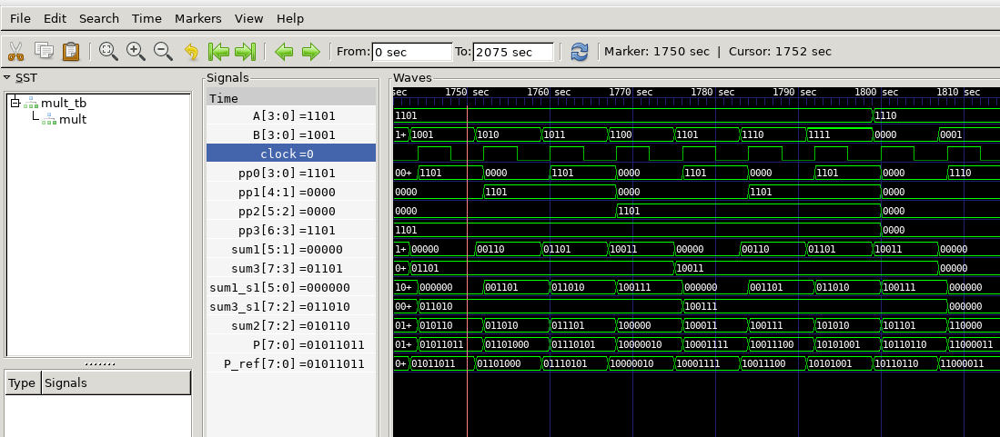 File Edit Search Time Markers View Help
From: 0 sec To: 2075 sec Marker: 1750 sec | Cursor: 1752 sec
SST
mult_tb
mult
Type Signals
Signals
Time
A[3:0] =1101
B[3:0] =1001
clock =0
pp0[3:0] =1101
pp1[4:1] =0000
pp2[5:2] =0000
pp3[6:3] =1101
sum1[5:1] =00000
sum3[7:3] =01101
sum1_s1[5:0] =000000
sum3_s1[7:2] =011010
sum2[7:2] =010110
P[7:0] =01011011
P_ref[7:0] =01011011
Waves
sec 1750 sec 1760 sec 1770 sec 1780 sec 1790 sec 1800 sec 1810 sec
1101 1110
1+ 1001 1010 1011 1100 1101 1110 1111 0000 0001
00+ 1101 0000 1101 0000 1101 0000 1101 0000 1110
0000 1101 0000 1101 0000
0000 1101 0000
1101 0000
1+ 00000 00110 01101 10011 00000 00110 01101 10011 00000
0+ 01101 10011 00000
10+ 000000 001101 011010 100111 000000 001101 011010 100111 000000
00+ 011010 100111 000000
01+ 010110 011010 011101 100000 100011 100111 101010 101101 110000
01+ 01011011 01101000 01110101 10000010 10001111 10011100 10101001 10110110 11000011
0+ 01011011 01101000 01110101 10000010 10001111 10011100 10101001 10110110 11000011